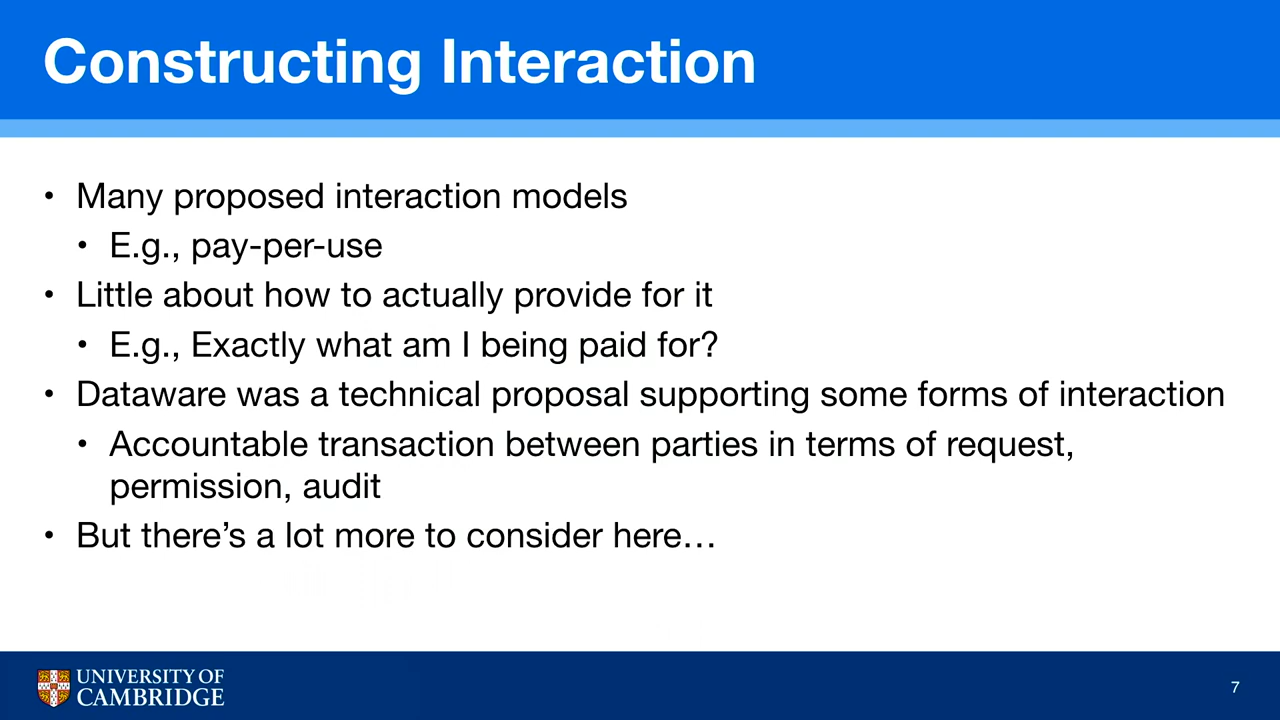 Constructing Interaction
• Many proposed interaction models
• E.g., pay-per-use
• Little about how to actually provide for it
• E.g., Exactly what am I being paid for?
• Dataware was a technical proposal supporting some forms of interaction
• Accountable transaction between parties in terms of request,
permission, audit
• But there’s a lot more to consider here…
UNIVERSITY OF
CAMBRIDGE
7